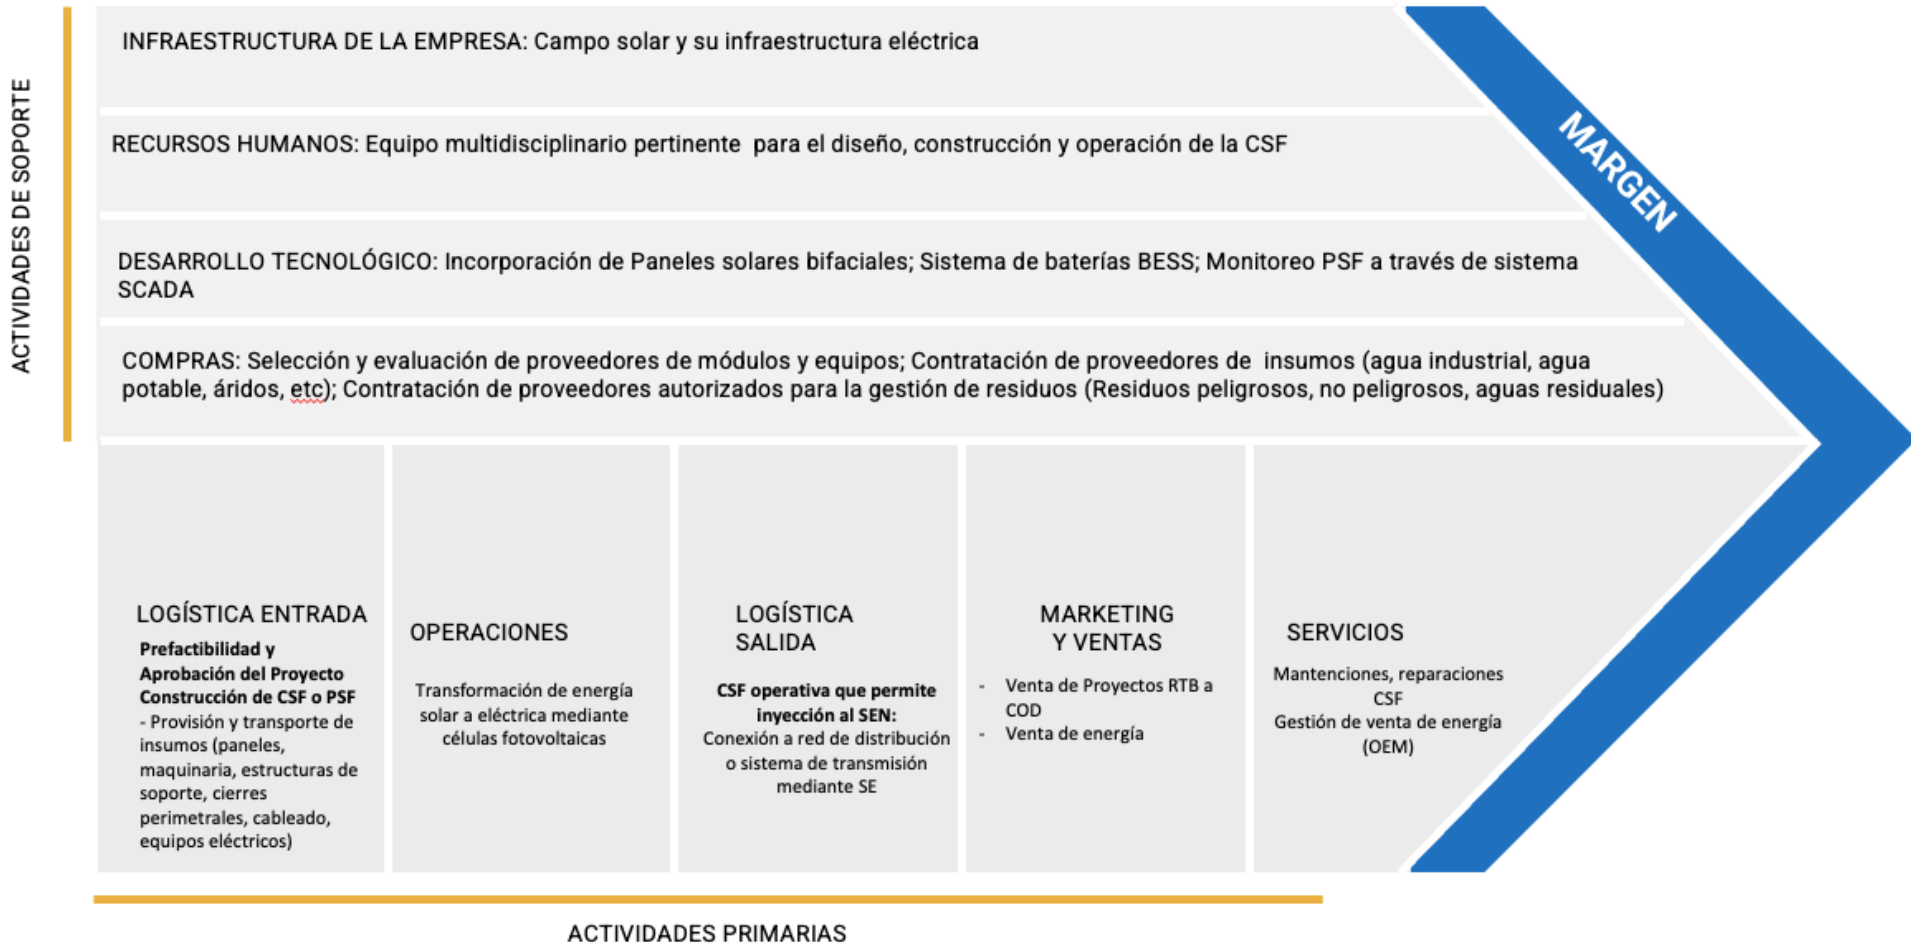 ACTIVIDADES DE SOPORTE
INFRAESTRUCTURA DE LA EMPRESA: Campo solar y su infraestructura eléctrica
RECURSOS HUMANOS: Equipo multidisciplinario pertinente para el diseño, construcción y operación de la CSF
DESARROLLO TECNOLÓGICO: Incorporación de Paneles solares bifaciales; Sistema de baterías BESS; Monitoreo PSF a través de sistema
SCADA
COMPRAS: Selección y evaluación de proveedores de módulos y equipos; Contratación de proveedores de insumos (agua industrial, agua
potable, áridos, etc); Contratación de proveedores autorizados para la gestión de residuos (Residuos peligrosos, no peligrosos, aguas residuales)
MARGEN
LOGÍSTICA ENTRADA
Prefactibilidad y
Aprobación del Proyecto
Construcción de CSF o PSF
- Provisión y transporte de
insumos (paneles,
maquinaria, estructuras de
soporte, cierres
perimetrales, cableado,
equipos eléctricos)
OPERACIONES
Transformación de energía
solar a eléctrica mediante
células fotovoltaicas
LOGÍSTICA
SALIDA
CSF operativa que permite
inyección al SEN:
Conexión a red de distribución
o sistema de transmisión
mediante SE
MARKETING
Y VENTAS
- Venta de Proyectos RTB a
COD
- Venta de energía
SERVICIOS
Mantenciones, reparaciones
CSF
Gestión de venta de energía
(OEM)
ACTIVIDADES PRIMARIAS